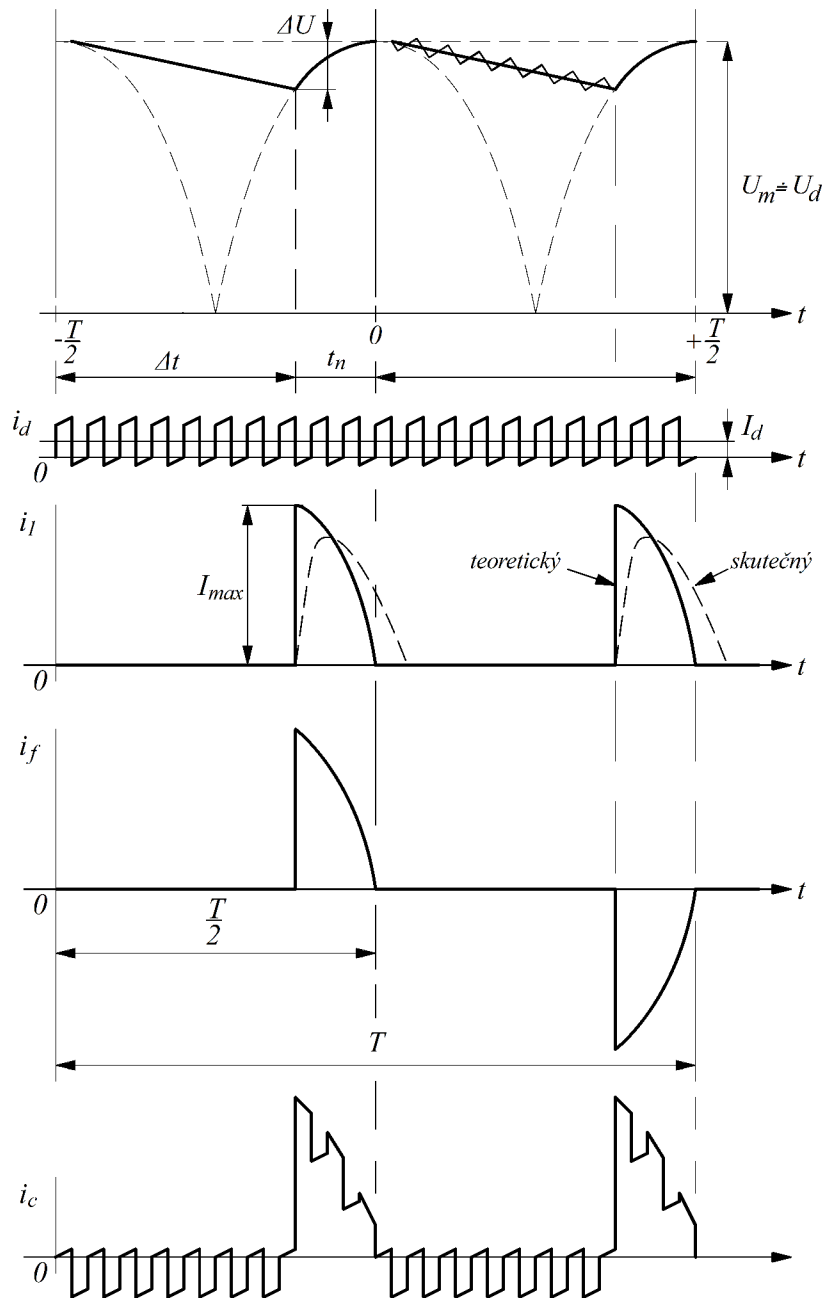 ΔU
U_m ≐ U_d
t
-T/2
0
+T/2
Δt
t_n
i_d
I_d
0
t
i_1
I_max
teoretický
skutečný
0
t
i_f
0
t
T/2
T
i_c
0
t